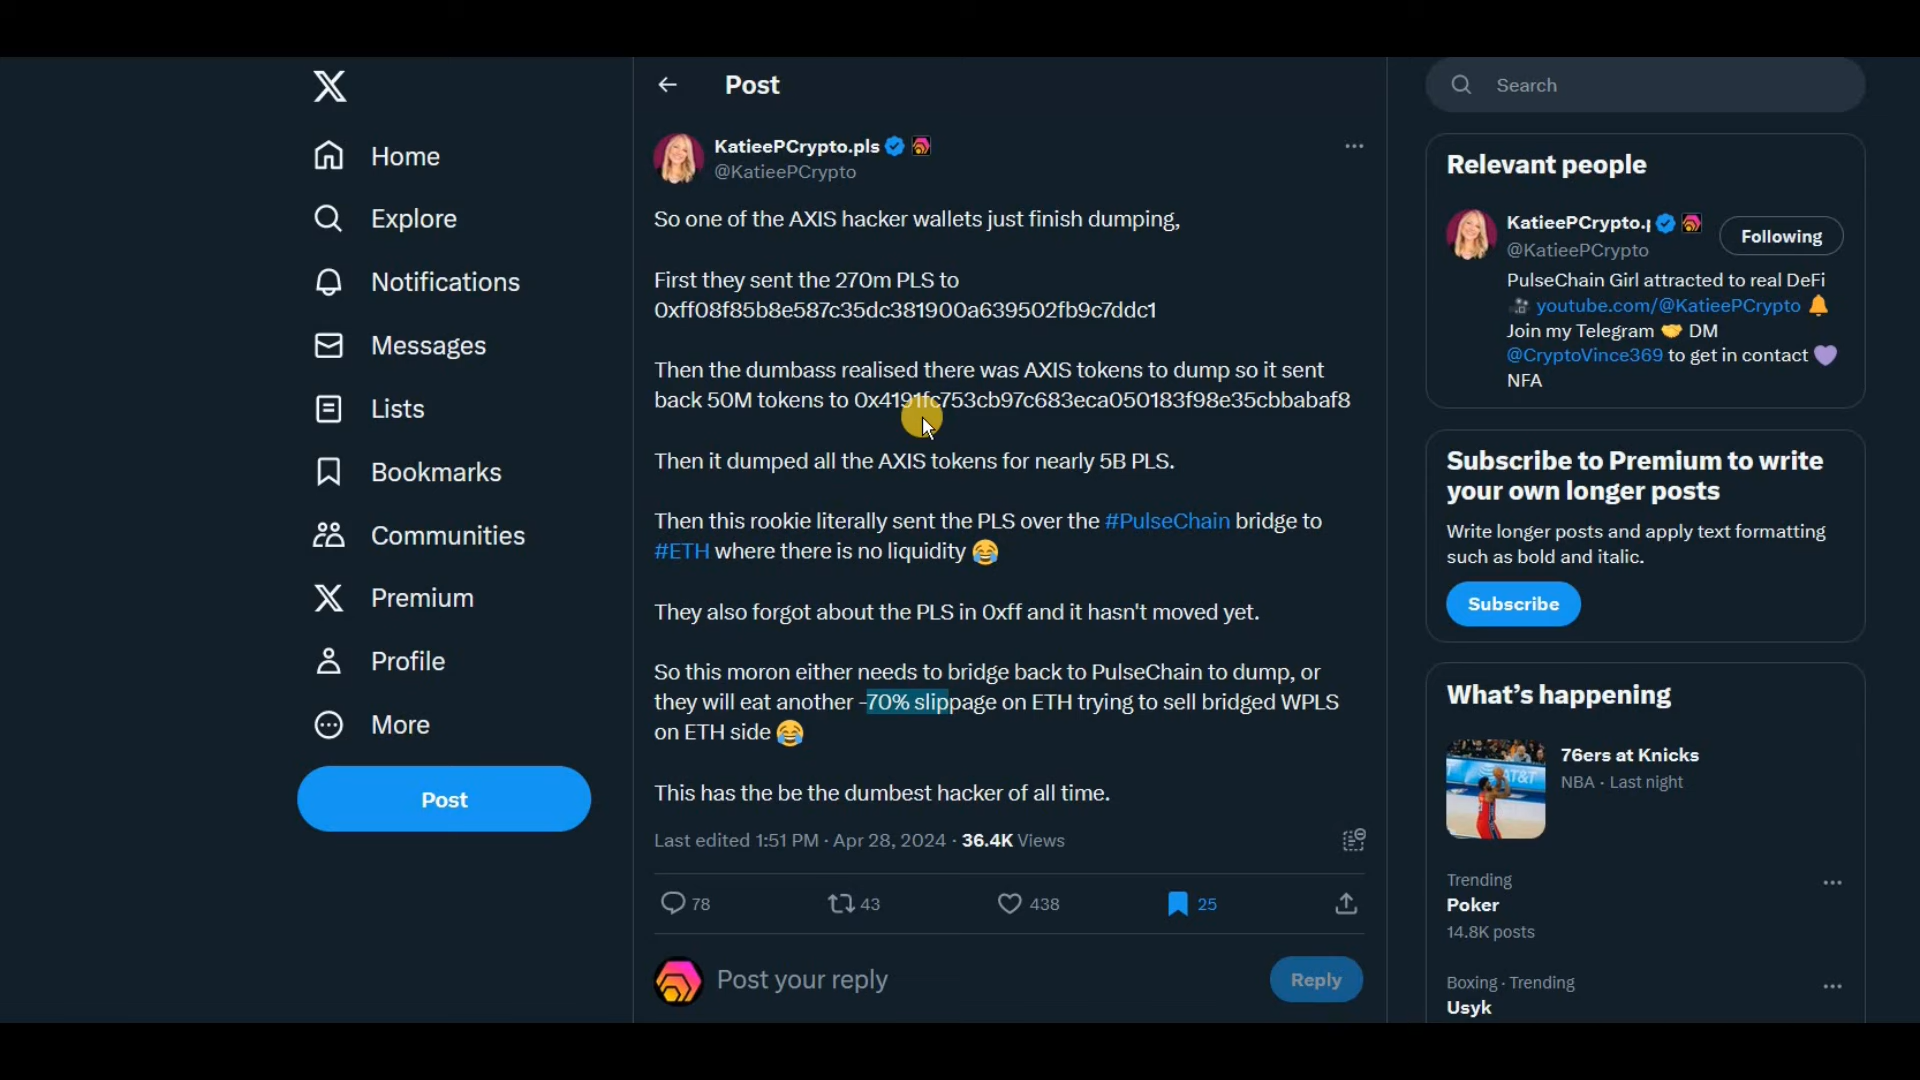 Home
Explore
Notifications
Messages
Lists
Bookmarks
Communities
Premium
Profile
More
Post
Post
KatieePCrypto.pls
@KatieePCrypto
So one of the AXIS hacker wallets just finish dumping,
First they sent the 270m PLS to
0xff08f85b8e587c35dc381900a639502fb9c7ddc1
Then the dumbass realised there was AXIS tokens to dump so it sent
back 50M tokens to 0x4191fc753cb97c683eca050183f98e35cbbabaf8
Then it dumped all the AXIS tokens for nearly 5B PLS.
Then this rookie literally sent the PLS over the #PulseChain bridge to
#ETH where there is no liquidity 😂
They also forgot about the PLS in 0xff and it hasn't moved yet.
So this moron either needs to bridge back to PulseChain to dump, or
they will eat another -70% slippage on ETH trying to sell bridged WPLS
on ETH side 😂
This has the be the dumbest hacker of all time.
Last edited 1:51 PM · Apr 28, 2024 · 36.4K Views
78 43 438 25
Post your reply
Reply
Search
Relevant people
KatieePCrypto.p
@KatieePCrypto
Following
PulseChain Girl attracted to real DeFi
🎥 youtube.com/@KatieePCrypto 🔔
Join my Telegram 🤝 DM
@CryptoVince369 to get in contact 💜
NFA
Subscribe to Premium to write
your own longer posts
Write longer posts and apply text formatting
such as bold and italic.
Subscribe
What's happening
76ers at Knicks
NBA · Last night
Trending
Poker
14.8K posts
Boxing · Trending
Usyk